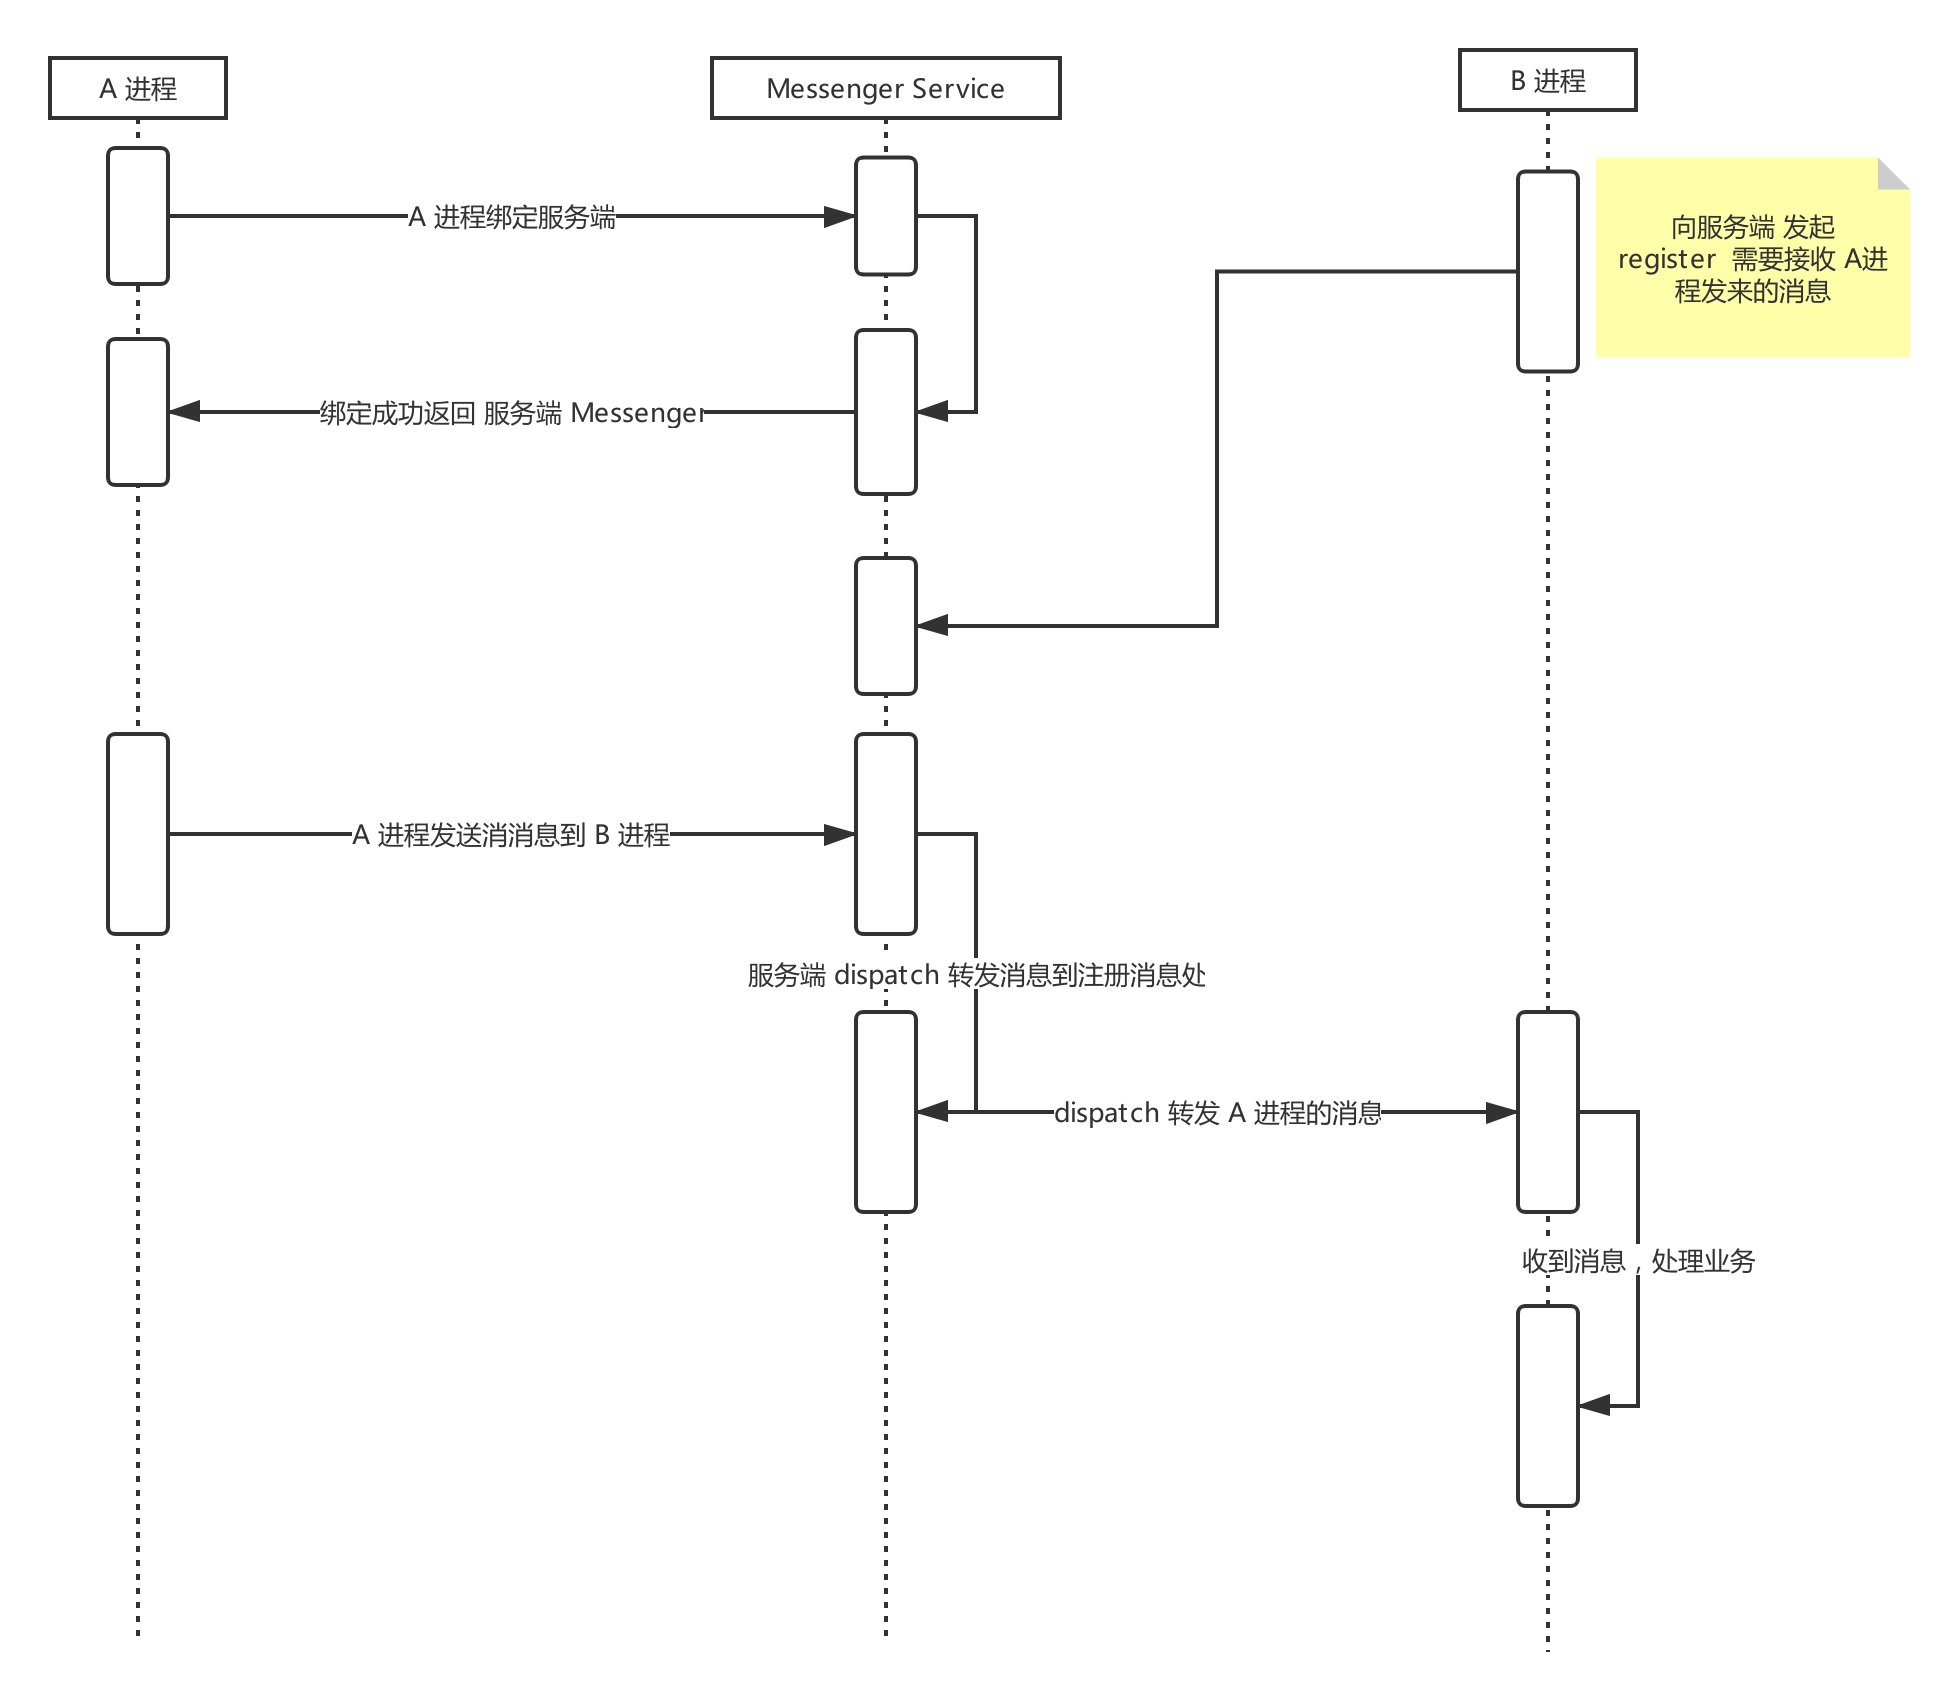 A 进程
Messenger Service
B 进程
A 进程绑定服务端
向服务端 发起
register 需要接收 A进
程发来的消息
绑定成功返回 服务端 Messenger
A 进程发送消消息到 B 进程
服务端 dispatch 转发消息到注册消息处
dispatch 转发 A 进程的消息
收到消息，处理业务